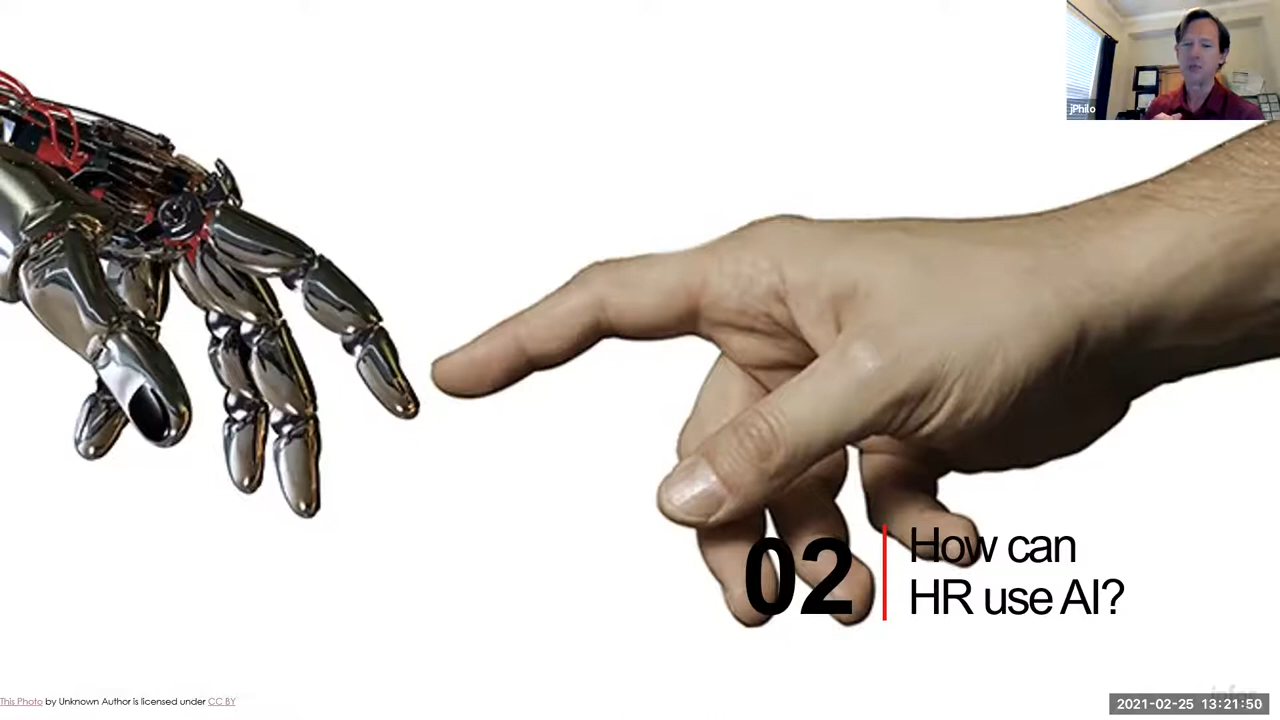 jPhilo
02
How can
HR use AI?
This Photo by Unknown Author is licensed under CC BY
infor
2021-02-25 13:21:50